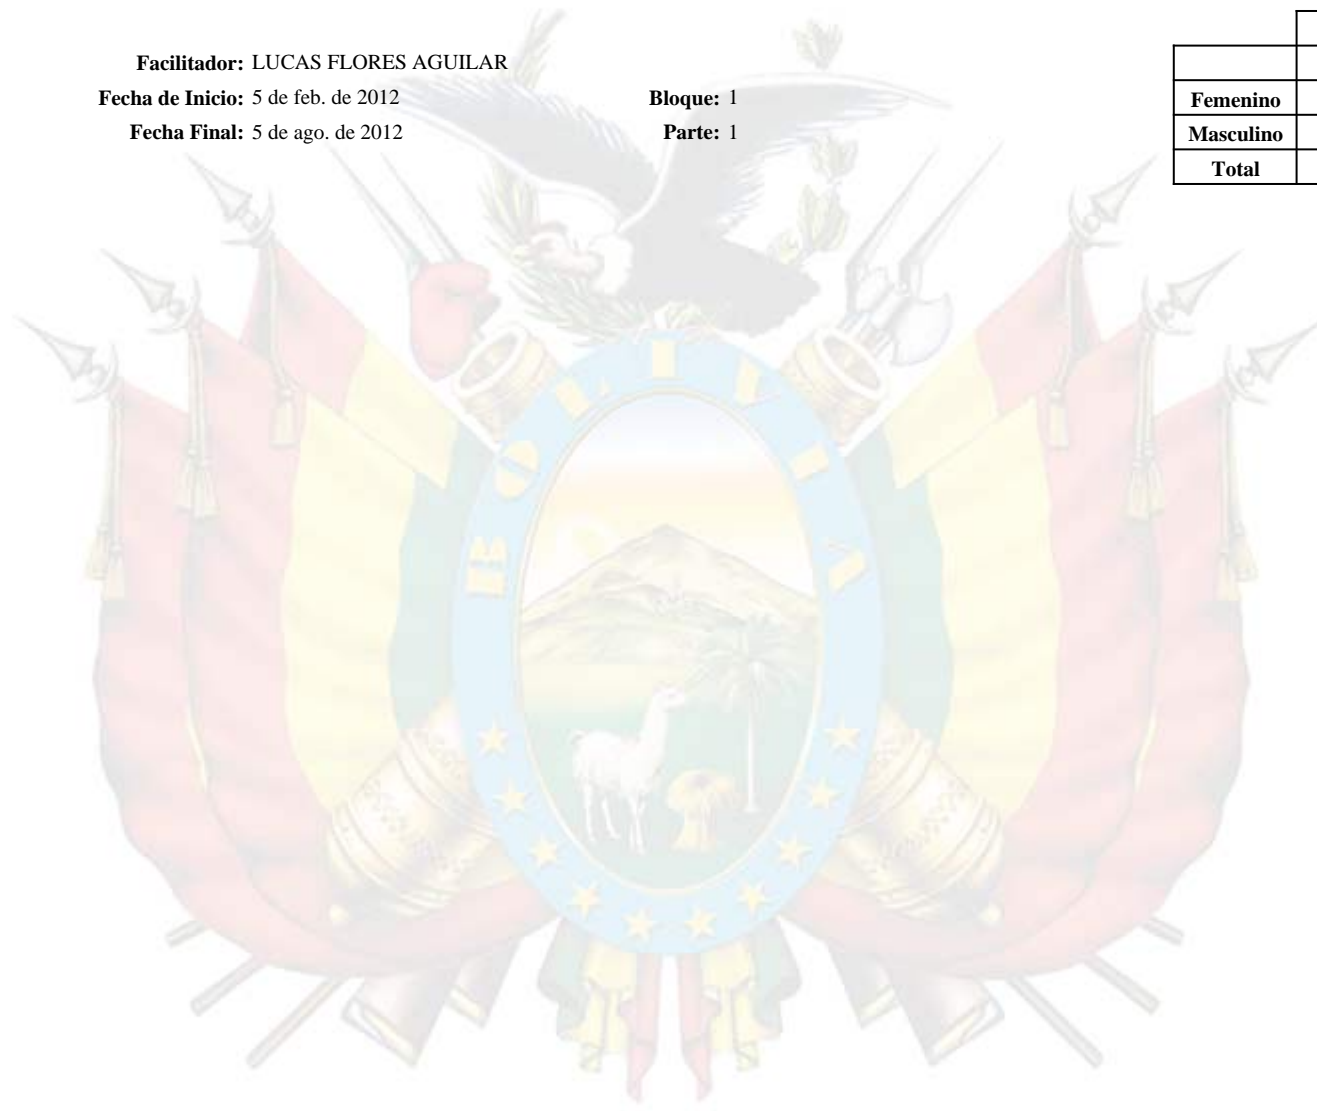 Facilitador: LUCAS FLORES AGUILAR
Fecha de Inicio: 5 de feb. de 2012 Bloque: 1
Fecha Final: 5 de ago. de 2012 Parte: 1
Femenino
Masculino
Total
BOLIVIA